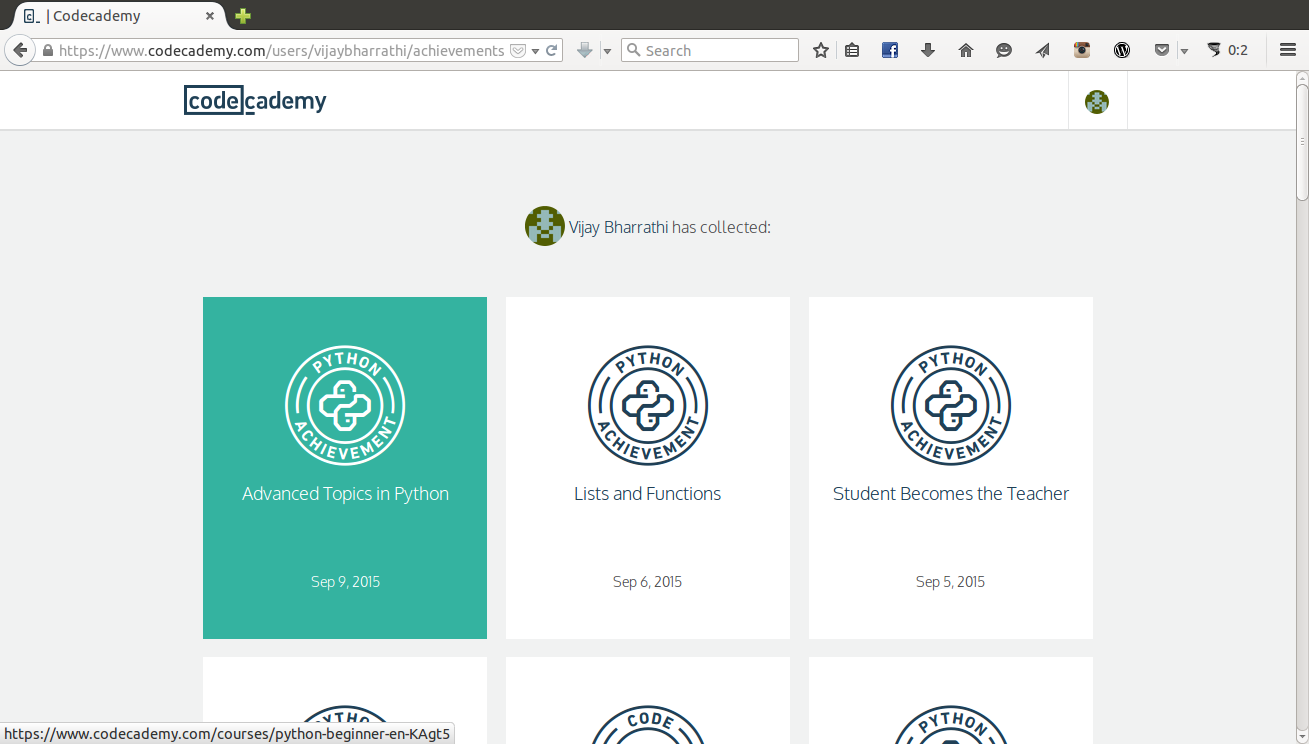 c_ | Codecademy
https://www.codecademy.com/users/vijaybharrathi/achievements
Search
0:2
codecademy
Vijay Bharrathi has collected:
PYTHON ACHIEVEMENT
Advanced Topics in Python
Sep 9, 2015
PYTHON ACHIEVEMENT
Lists and Functions
Sep 6, 2015
PYTHON ACHIEVEMENT
Student Becomes the Teacher
Sep 5, 2015
PYTHON
CODE
PYTHON
https://www.codecademy.com/courses/python-beginner-en-KAgt5